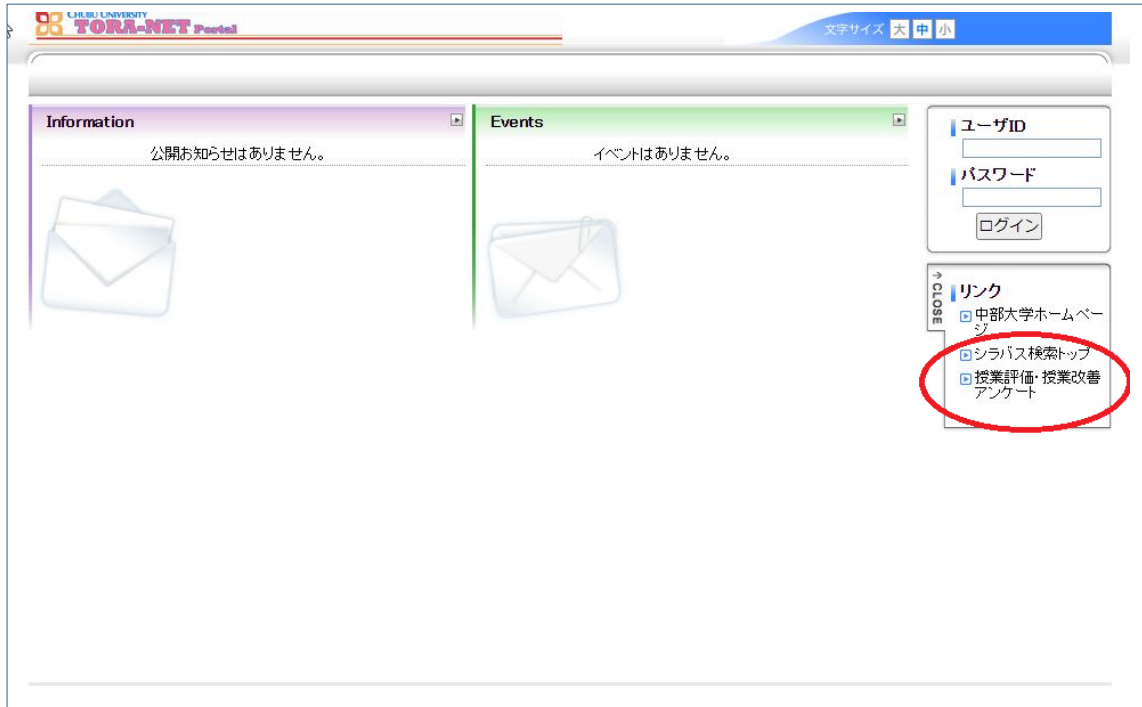 CHUBU UNIVERSITY
TORA-NET Portal
文字サイズ 大 中 小
Information
公開お知らせはありません。
Events
イベントはありません。
ユーザID
パスワード
ログイン
CLOSE
リンク
中部大学ホームペー
ジ
シラバス検索トップ
授業評価・授業改善
アンケート